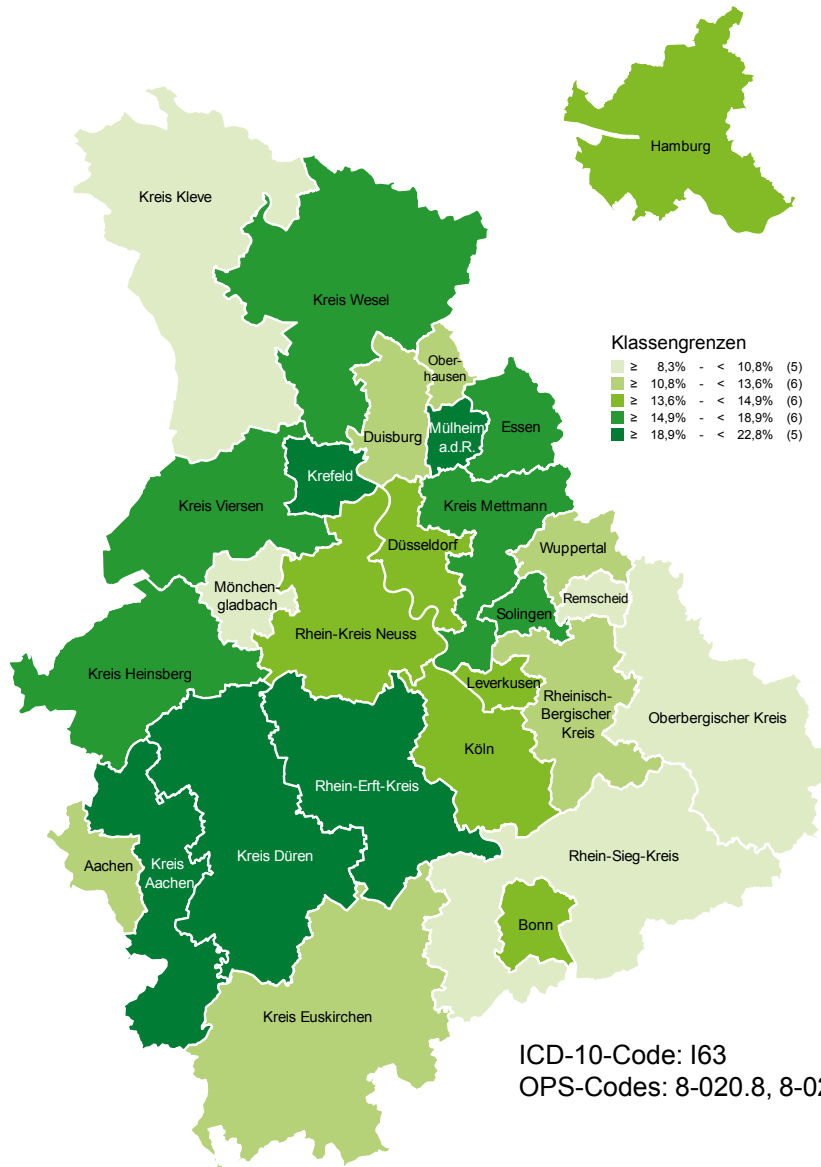 Hamburg
Kreis Kleve
Kreis Wesel
Klassengrenzen
≥ 8,3% - < 10,8% (5)
≥ 10,8% - < 13,6% (6)
≥ 13,6% - < 14,9% (6)
≥ 14,9% - < 18,9% (6)
≥ 18,9% - < 22,8% (5)
Ober-
hausen
Duisburg
Mülheim
a.d.R.
Essen
Krefeld
Kreis Viersen
Kreis Mettmann
Düsseldorf
Wuppertal
Mönchen-
gladbach
Remscheid
Solingen
Rhein-Kreis Neuss
Kreis Heinsberg
Leverkusen
Rheinisch-
Bergischer
Kreis
Oberbergischer Kreis
Köln
Rhein-Erft-Kreis
Aachen
Kreis
Aachen
Kreis Düren
Rhein-Sieg-Kreis
Bonn
Kreis Euskirchen
ICD-10-Code: I63
OPS-Codes: 8-020.8, 8-02